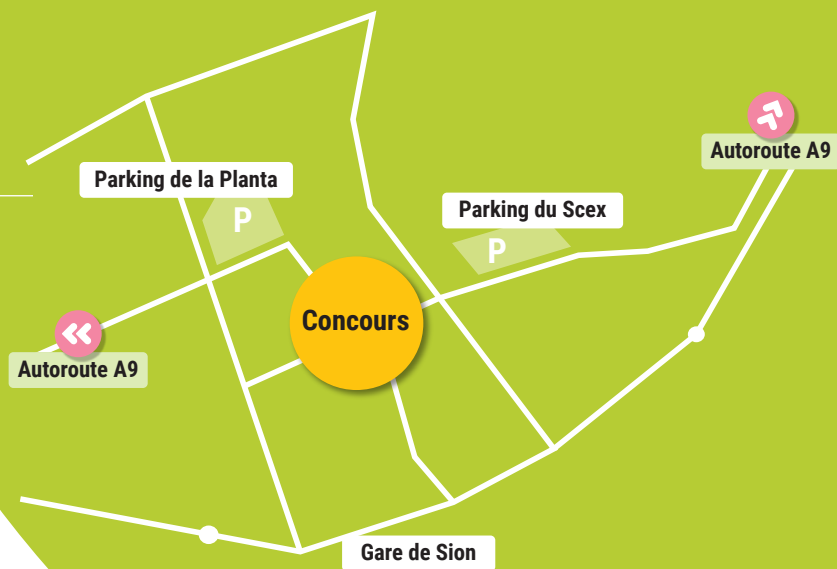 Autoroute A9
Parking de la Planta
P
Parking du Scex
P
Concours
Autoroute A9
Gare de Sion